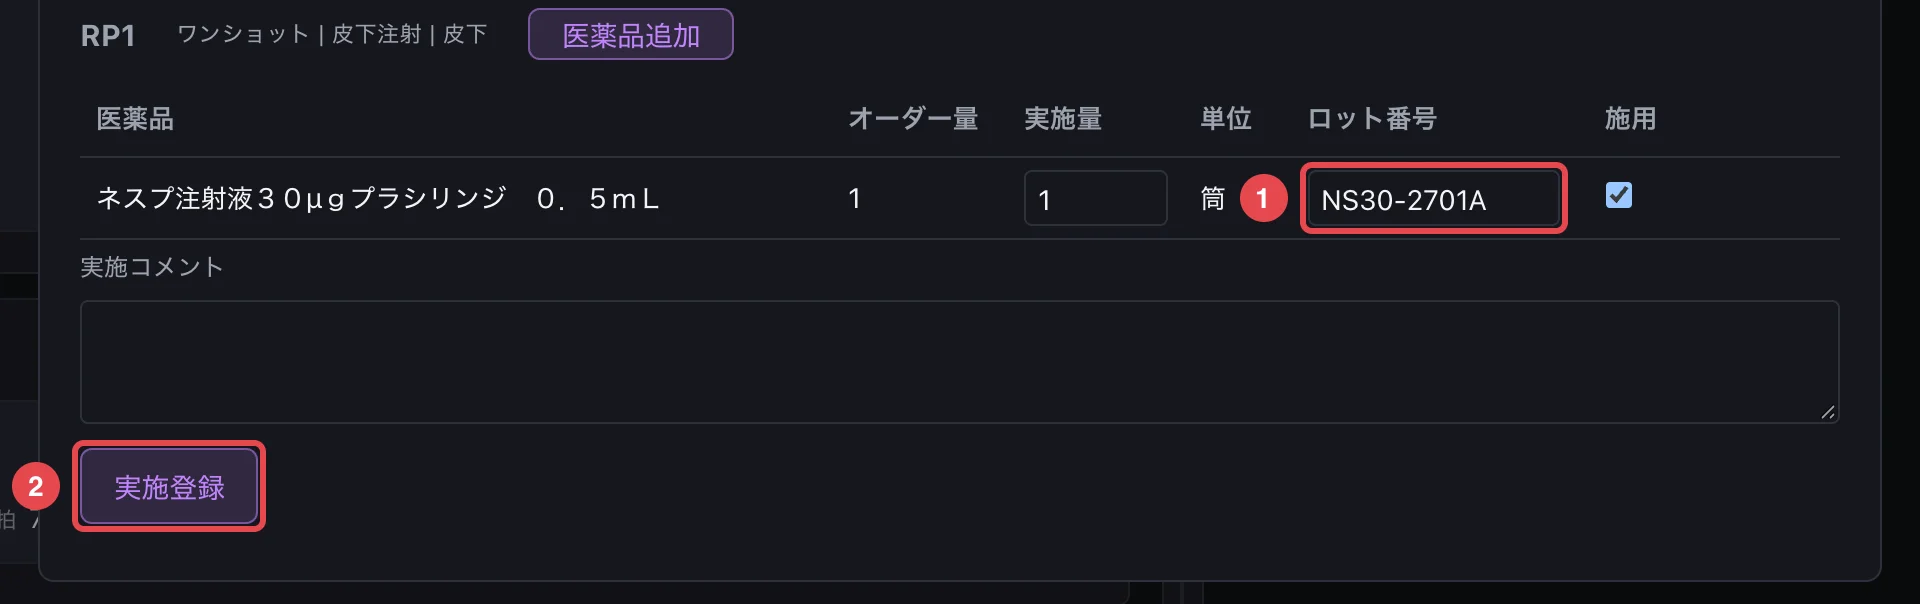 RP1 ワンショット | 皮下注射 | 皮下 医薬品追加
医薬品 オーダー量 実施量 単位 ロット番号 施用
ネスプ注射液３０μｇプラシリンジ　０．５ｍＬ 1 1 筒 1 NS30-2701A
実施コメント
2 実施登録
拍